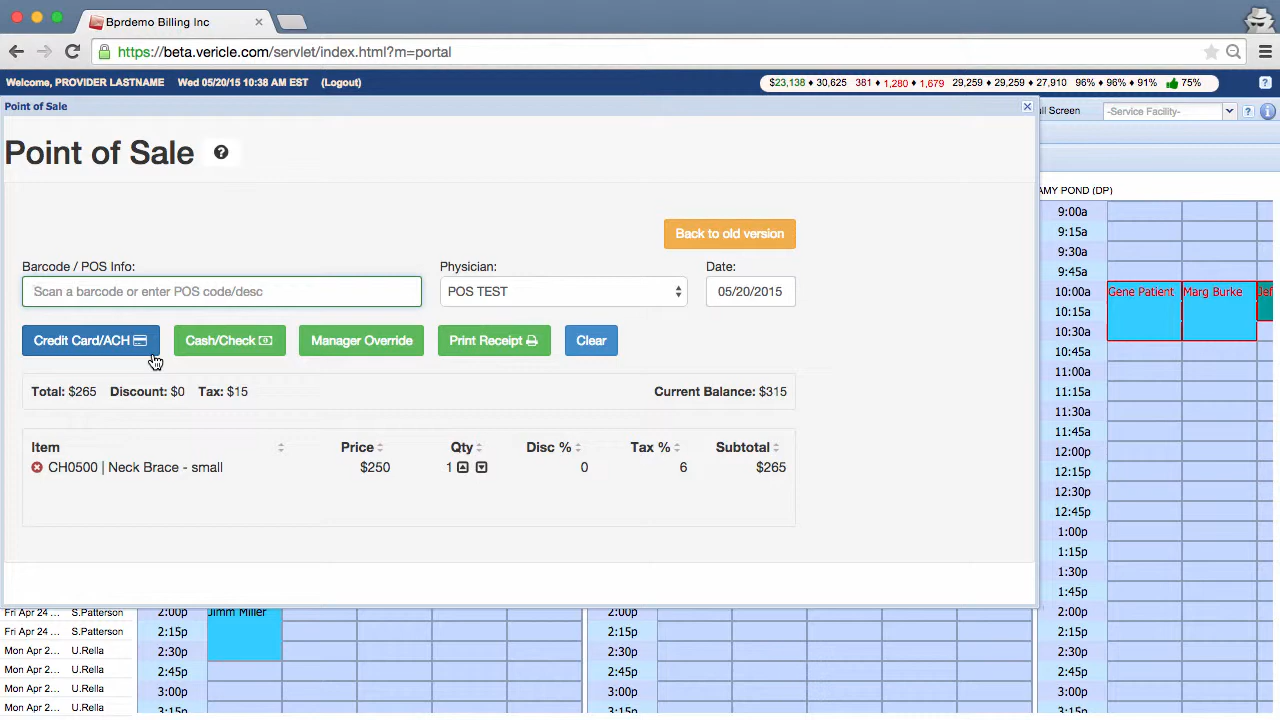 Bprdemo Billing Inc
https://beta.vericle.com/servlet/index.html?m=portal
Welcome, PROVIDER LASTNAME Wed 05/20/15 10:38 AM EST (Logout)
$23,138 ♦ 30,625 381 ♦ 1,280 ♦ 1,679 29,259 ♦ 29,259 ♦ 27,910 96% ♦ 96% ♦ 91% 75% ?
Point of Sale
ll Screen -Service Facility- ? i
Point of Sale ?
AMY POND (DP)
Back to old version
Barcode / POS Info: Physician: Date:
Scan a barcode or enter POS code/desc POS TEST 05/20/2015
Credit Card/ACH Cash/Check Manager Override Print Receipt Clear
Total: $265 Discount: $0 Tax: $15 Current Balance: $315
Item Price Qty Disc % Tax % Subtotal
CH0500 | Neck Brace - small $250 1 0 6 $265
9:00a
9:15a
9:30a
9:45a
10:00a Gene Patient Marg Burke Jef
10:15a
10:30a
10:45a
11:00a
11:15a
11:30a
11:45a
12:00p
12:15p
12:30p
12:45p
1:00p
1:15p
1:30p
1:45p
Fri Apr 24 ... S.Patterson 2:00p Jimm Miller 2:00p 2:00p
Fri Apr 24 ... S.Patterson 2:15p 2:15p 2:15p
Mon Apr 2... U.Rella 2:30p 2:30p 2:30p
Mon Apr 2... U.Rella 2:45p 2:45p 2:45p
Mon Apr 2... U.Rella 3:00p 3:00p 3:00p
Mon Apr 2... U.Rella 3:15p 3:15p 3:15p